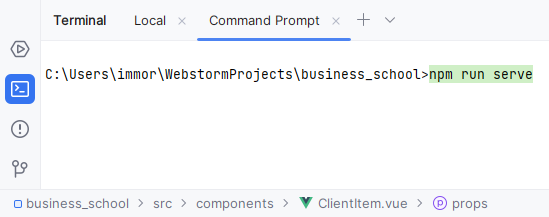 Terminal Local Command Prompt
C:\Users\immor\WebstormProjects\business_school>npm run serve
business_school > src > components > ClientItem.vue > props